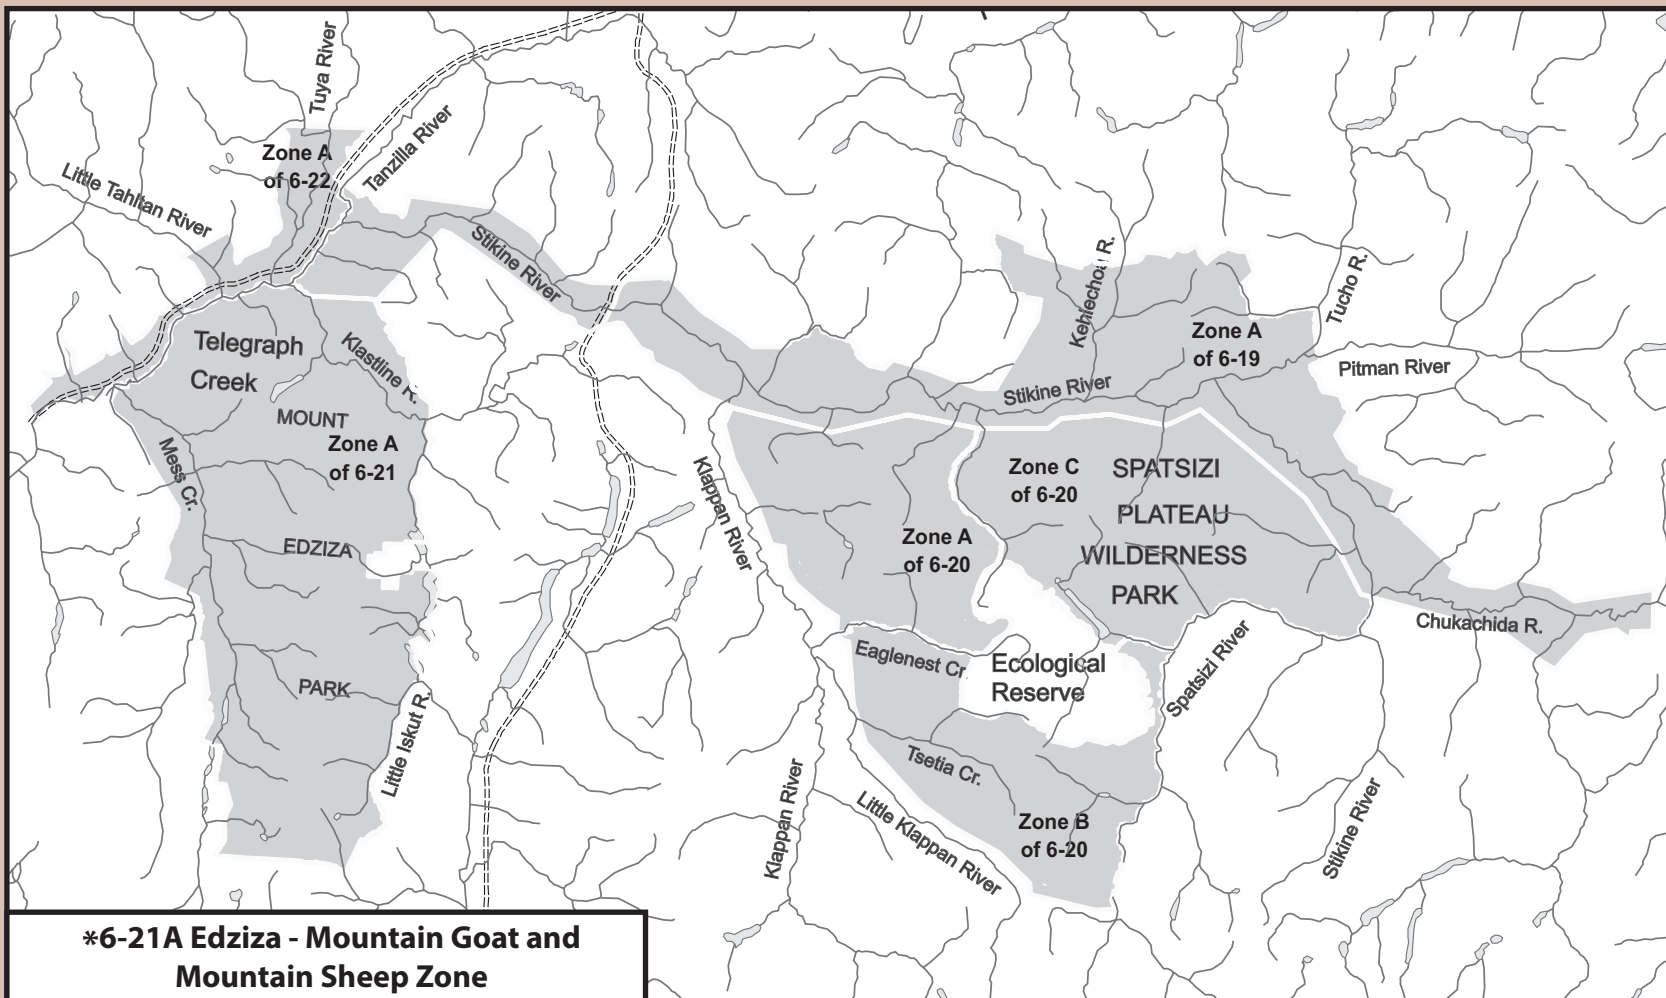 Tuya River
Zone A
of 6-22
Tanzilla River
Little Tahltan River
Stikine River
Kehlechoa R.
Tucho R.
Zone A
of 6-19
Telegraph
Creek
Klastline R.
Pitman River
Stikine River
MOUNT
Zone A
of 6-21
Mess Cr.
Klappan River
Zone C
of 6-20
SPATSIZI
PLATEAU
WILDERNESS
PARK
Zone A
of 6-20
EDZIZA
Chukachida R.
Eaglenest Cr.
Ecological
Reserve
Spatsizi River
PARK
Little Iskut R.
Tsetia Cr.
Klappan River
Little Klappan River
Zone B
of 6-20
Stikine River
*6-21A Edziza - Mountain Goat and
Mountain Sheep Zone